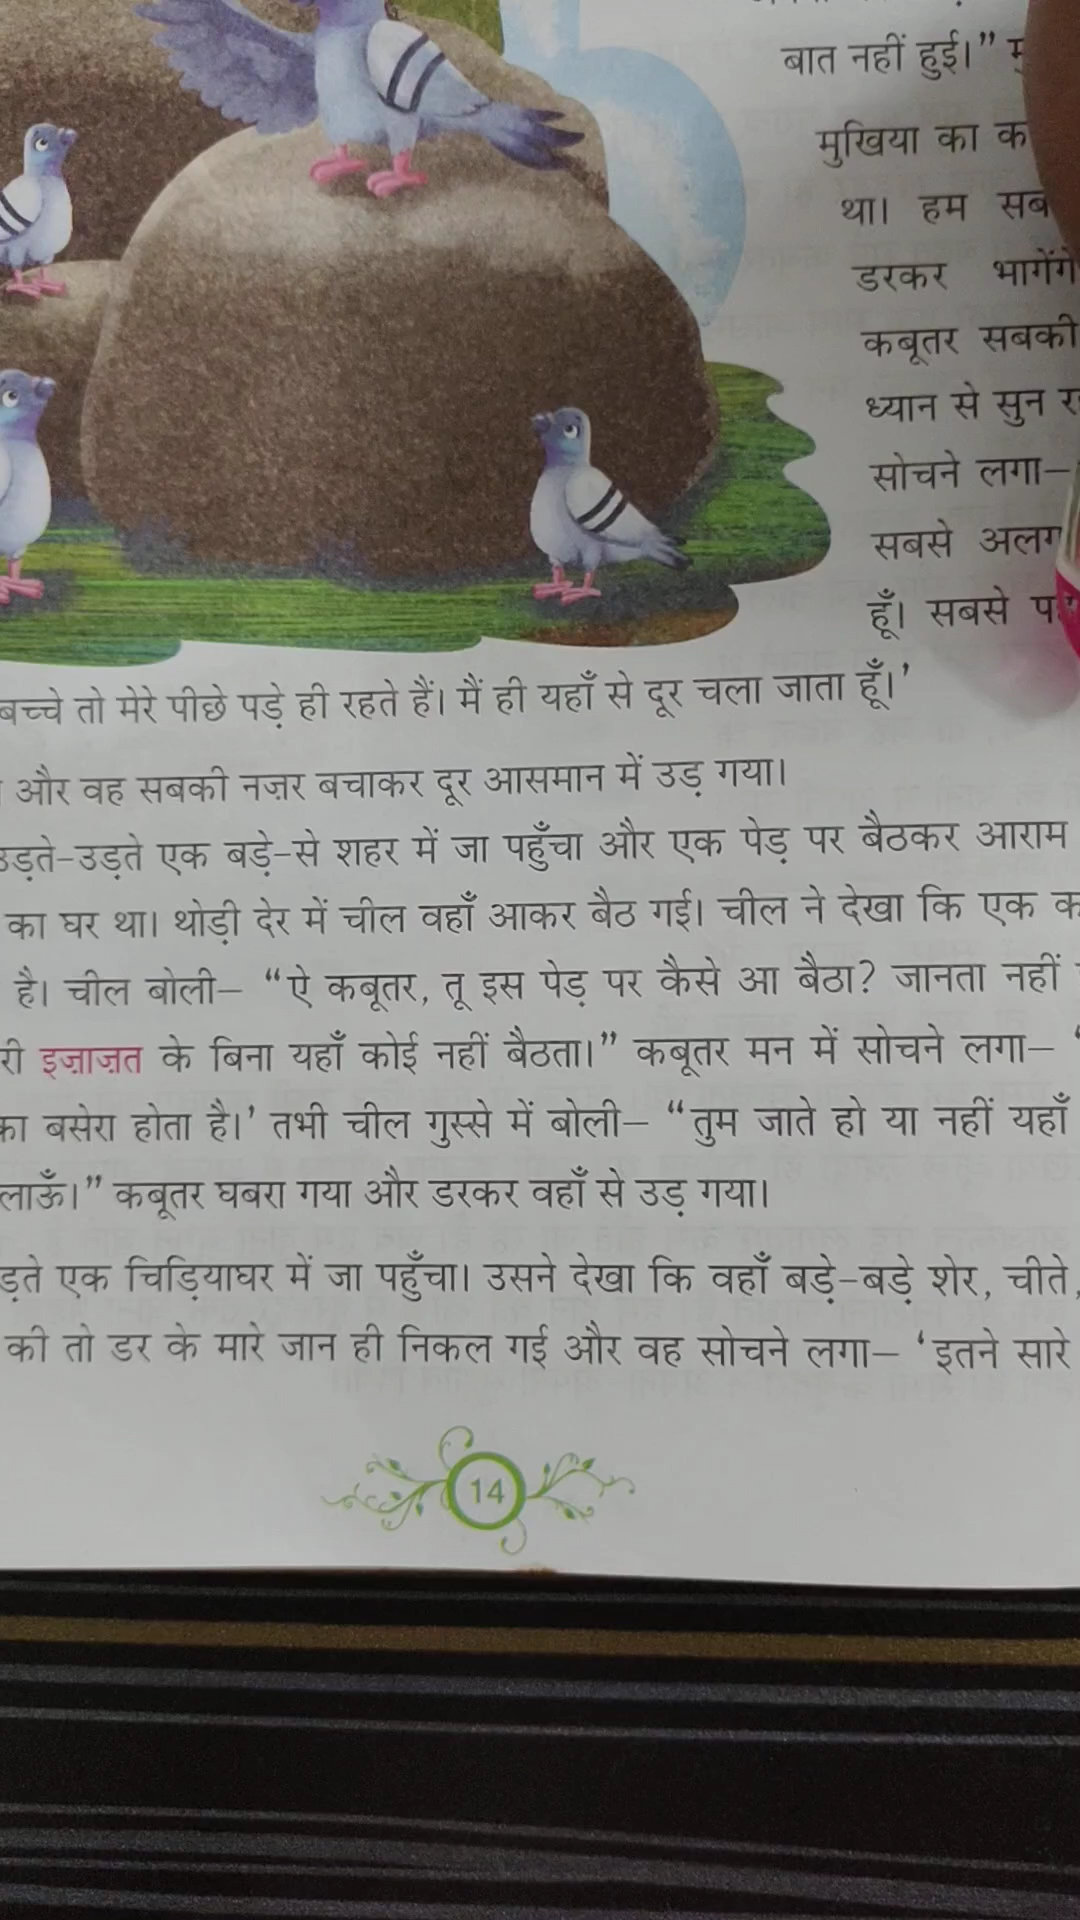 बात नहीं हुई।”
मुखिया का
था। हम सब
डरकर भागेंगे
कबूतर सबकी
ध्यान से सुन
सोचने लगा–
सबसे अलग
हूँ। सबसे
बच्चे तो मेरे पीछे पड़े ही रहते हैं। मैं ही यहाँ से दूर चला जाता हूँ।’
और वह सबकी नज़र बचाकर दूर आसमान में उड़ गया।
उड़ते-उड़ते एक बड़े-से शहर में जा पहुँचा और एक पेड़ पर बैठकर आराम
का घर था। थोड़ी देर में चील वहाँ आकर बैठ गई। चील ने देखा कि एक
है। चील बोली– “ऐ कबूतर, तू इस पेड़ पर कैसे आ बैठा? जानता नहीं
इज़ाज़त के बिना यहाँ कोई नहीं बैठता।” कबूतर मन में सोचने लगा– ‘
का बसेरा होता है।’ तभी चील गुस्से में बोली– “तुम जाते हो या नहीं यहाँ
लाऊँ।” कबूतर घबरा गया और डरकर वहाँ से उड़ गया।
एक चिड़ियाघर में जा पहुँचा। उसने देखा कि वहाँ बड़े-बड़े शेर, चीते,
की तो डर के मारे जान ही निकल गई और वह सोचने लगा– ‘इतने सारे
14